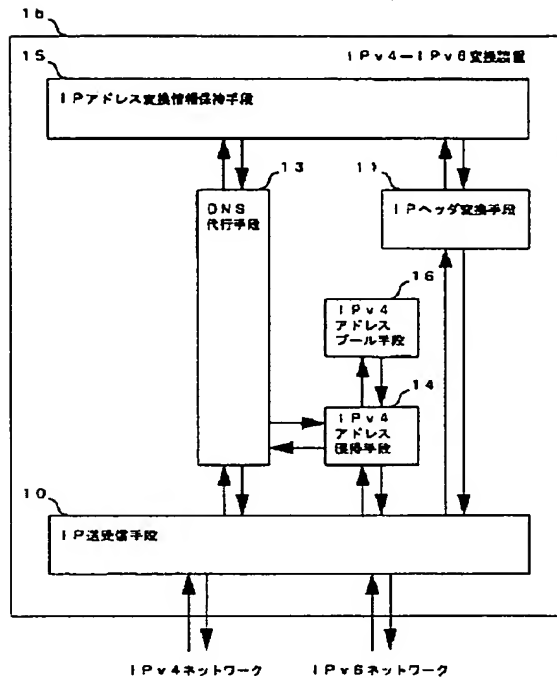 1b
15
IPv4-IPv6変換装置
IPアドレス変換情報保持手段
13
11
DNS
代行手段
IPヘッダ変換手段
16
IPv4
アドレス
プール手段
14
IPv4
アドレス
獲得手段
10
IP送受信手段
IPv4ネットワーク
IPv6ネットワーク